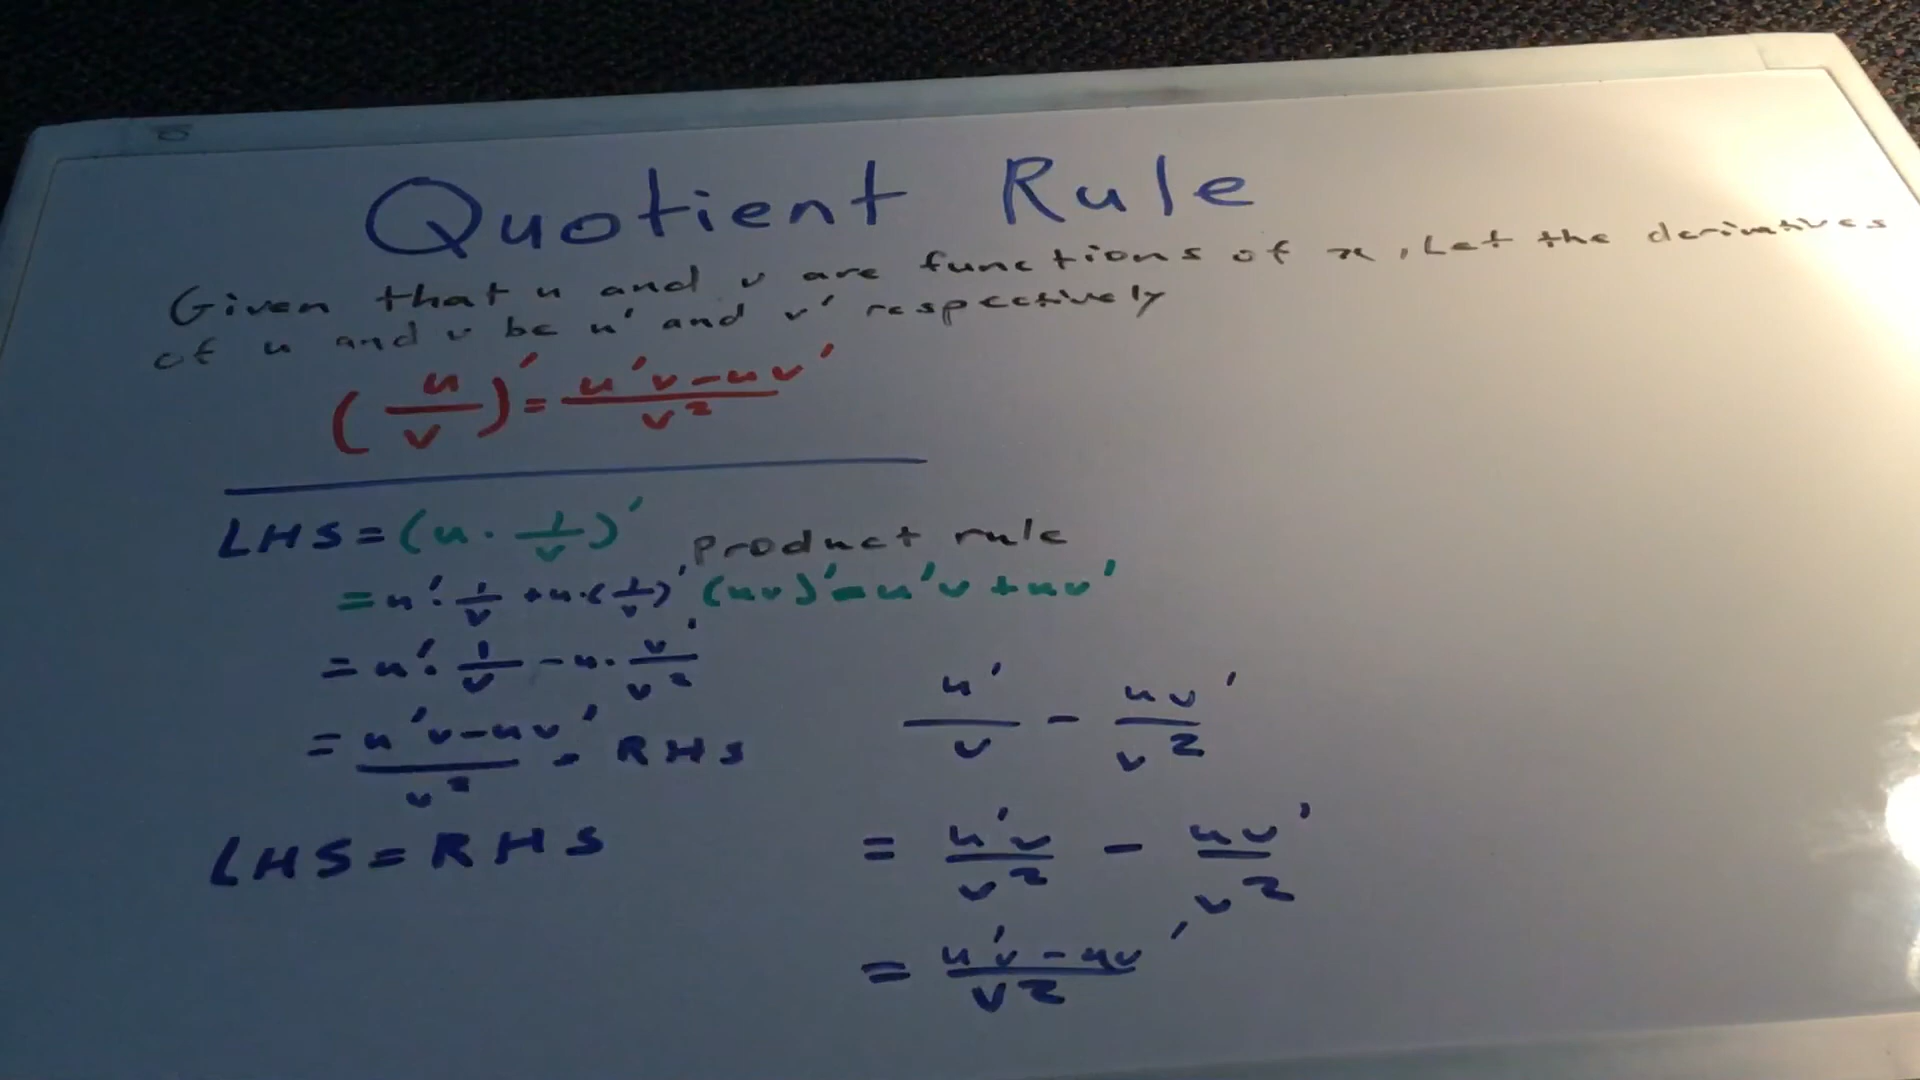 Quotient Rule
Given that u and v are functions of x, Let the derivatives
of u and v be u' and v' respectively
(u/v)' = (u'v-uv')/v²
LHS = (u · 1/v)'
product rule
= u' · 1/v + u · (1/v)'
(uv)' = u'v + uv'
= u' · 1/v - u · v'/v²
= (u'v-uv')/v² = RHS
LHS = RHS
u'/v - uv'/v²
= u'v/v² - uv'/v²
= (u'v-uv')/v²